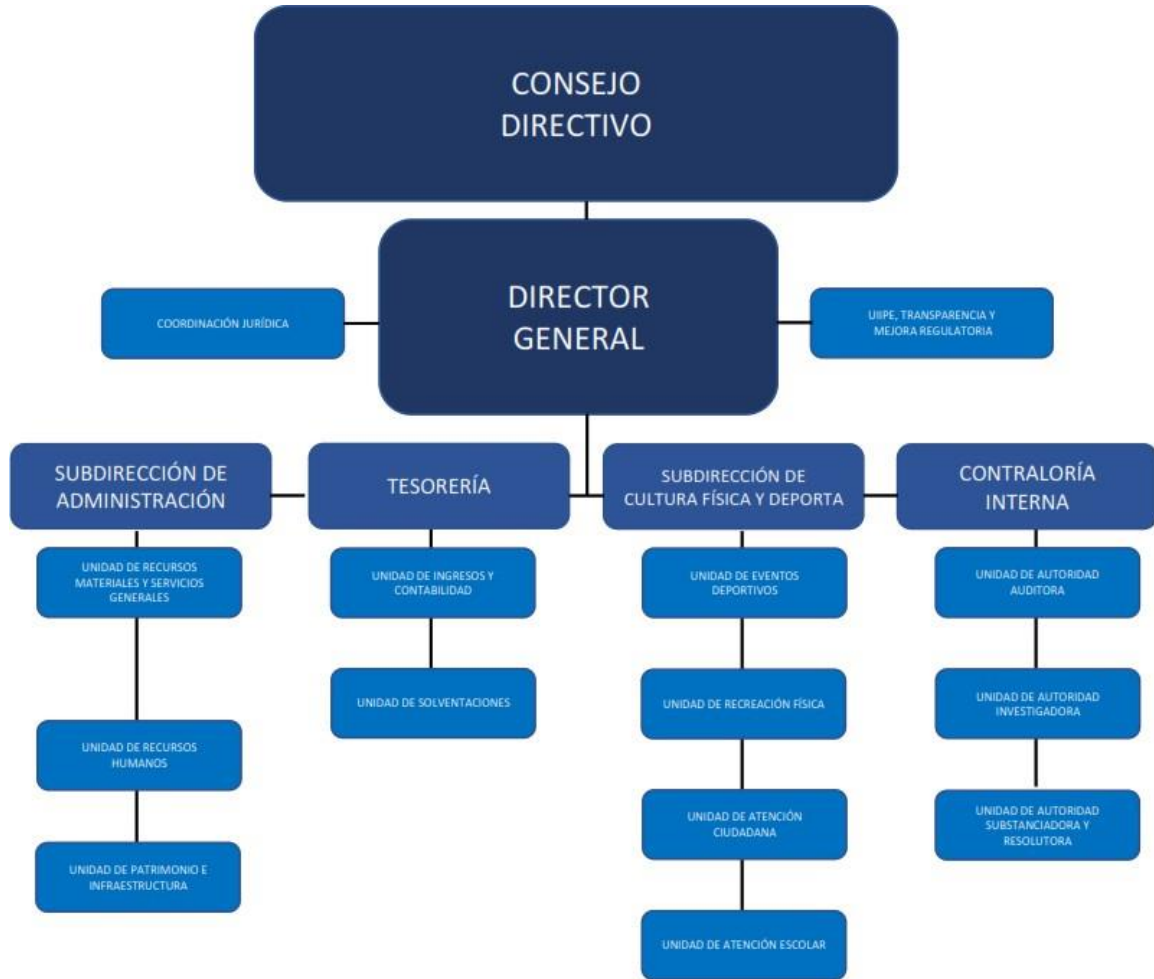 CONSEJO
DIRECTIVO
DIRECTOR
GENERAL
COORDINACIÓN JURÍDICA
UIIPE, TRANSPARENCIA Y
MEJORA REGULATORIA
SUBDIRECCIÓN DE
ADMINISTRACIÓN
TESORERÍA
SUBDIRECCIÓN DE
CULTURA FÍSICA Y DEPORTA
CONTRALORÍA
INTERNA
UNIDAD DE RECURSOS
MATERIALES Y SERVICIOS
GENERALES
UNIDAD DE INGRESOS Y
CONTABILIDAD
UNIDAD DE EVENTOS
DEPORTIVOS
UNIDAD DE AUTORIDAD
AUDITORA
UNIDAD DE SOLVENTACIONES
UNIDAD DE RECREACIÓN FÍSICA
UNIDAD DE AUTORIDAD
INVESTIGADORA
UNIDAD DE RECURSOS
HUMANOS
UNIDAD DE ATENCIÓN
CIUDADANA
UNIDAD DE AUTORIDAD
SUBSTANCIADORA Y
RESOLUTORA
UNIDAD DE PATRIMONIO E
INFRAESTRUCTURA
UNIDAD DE ATENCIÓN ESCOLAR